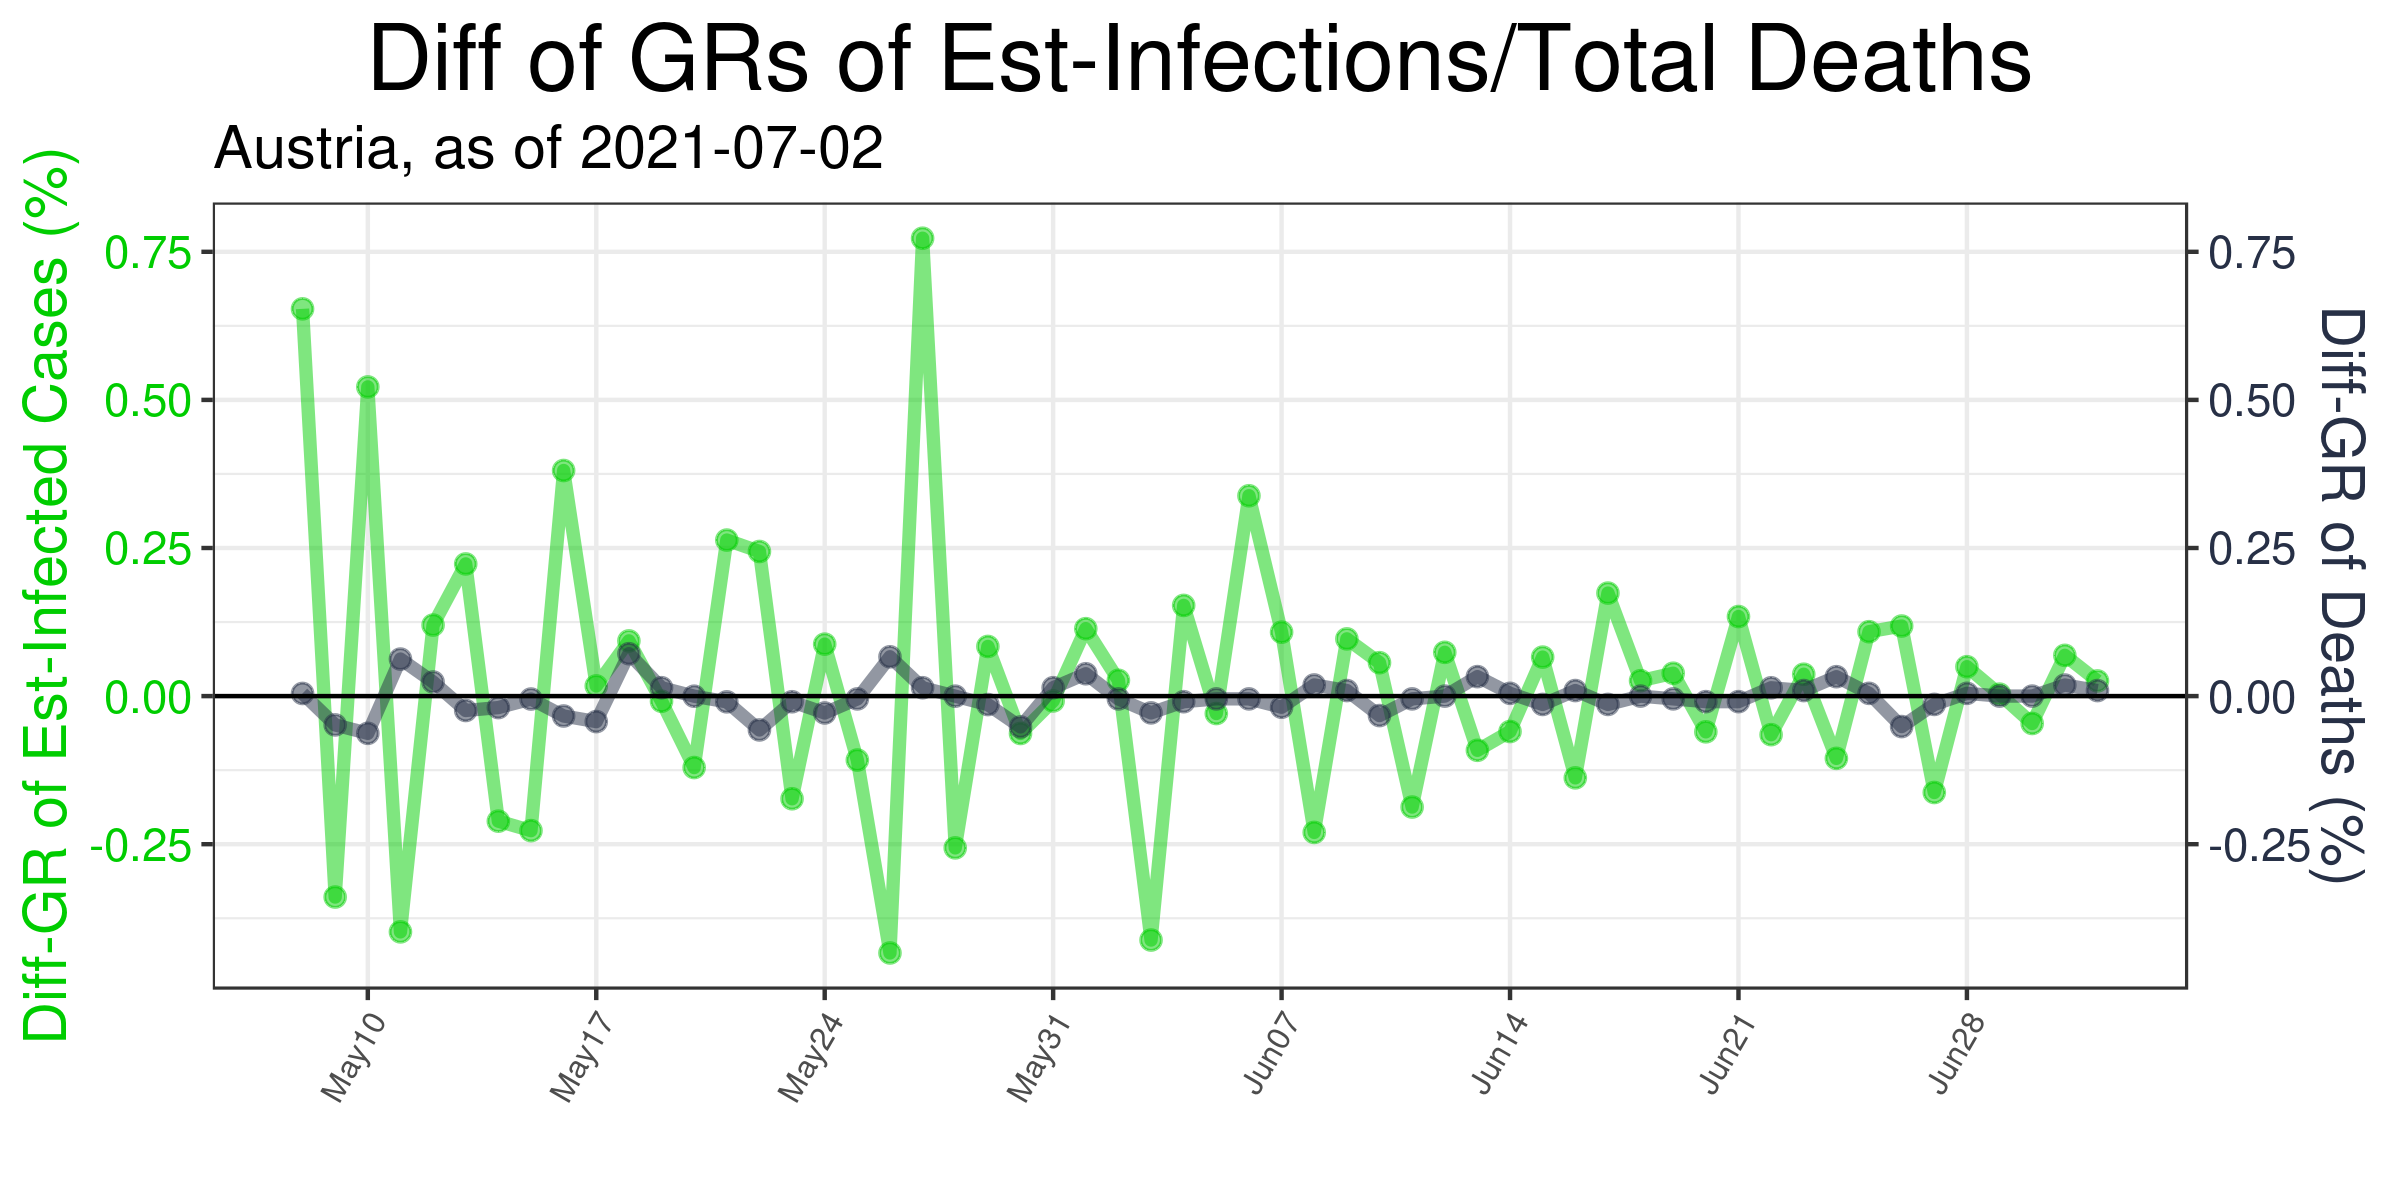 Diff of GRs of Est-Infections/Total Deaths
Austria, as of 2021-07-02
Diff-GR of Est-Infected Cases (%)
0.75
0.50
0.25
0.00
-0.25
0.75
0.50
0.25
0.00
-0.25
Diff-GR of Deaths (%)
May10
May17
May24
May31
Jun07
Jun14
Jun21
Jun28